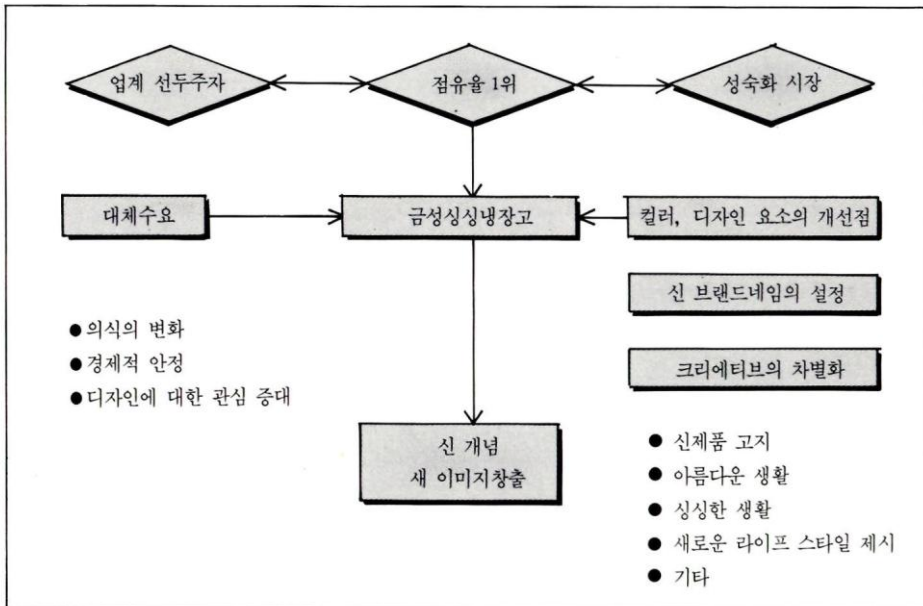 업계 선두주자
점유율 1위
성숙화 시장
대체수요
금성싱싱냉장고
컬러, 디자인 요소의 개선점
신 브랜드네임의 설정
크리에티브의 차별화
●의식의 변화
●경제적 안정
●디자인에 대한 관심 증대
신 개념
새 이미지창출
● 신제품 고지
● 아름다운 생활
● 싱싱한 생활
● 새로운 라이프 스타일 제시
● 기타